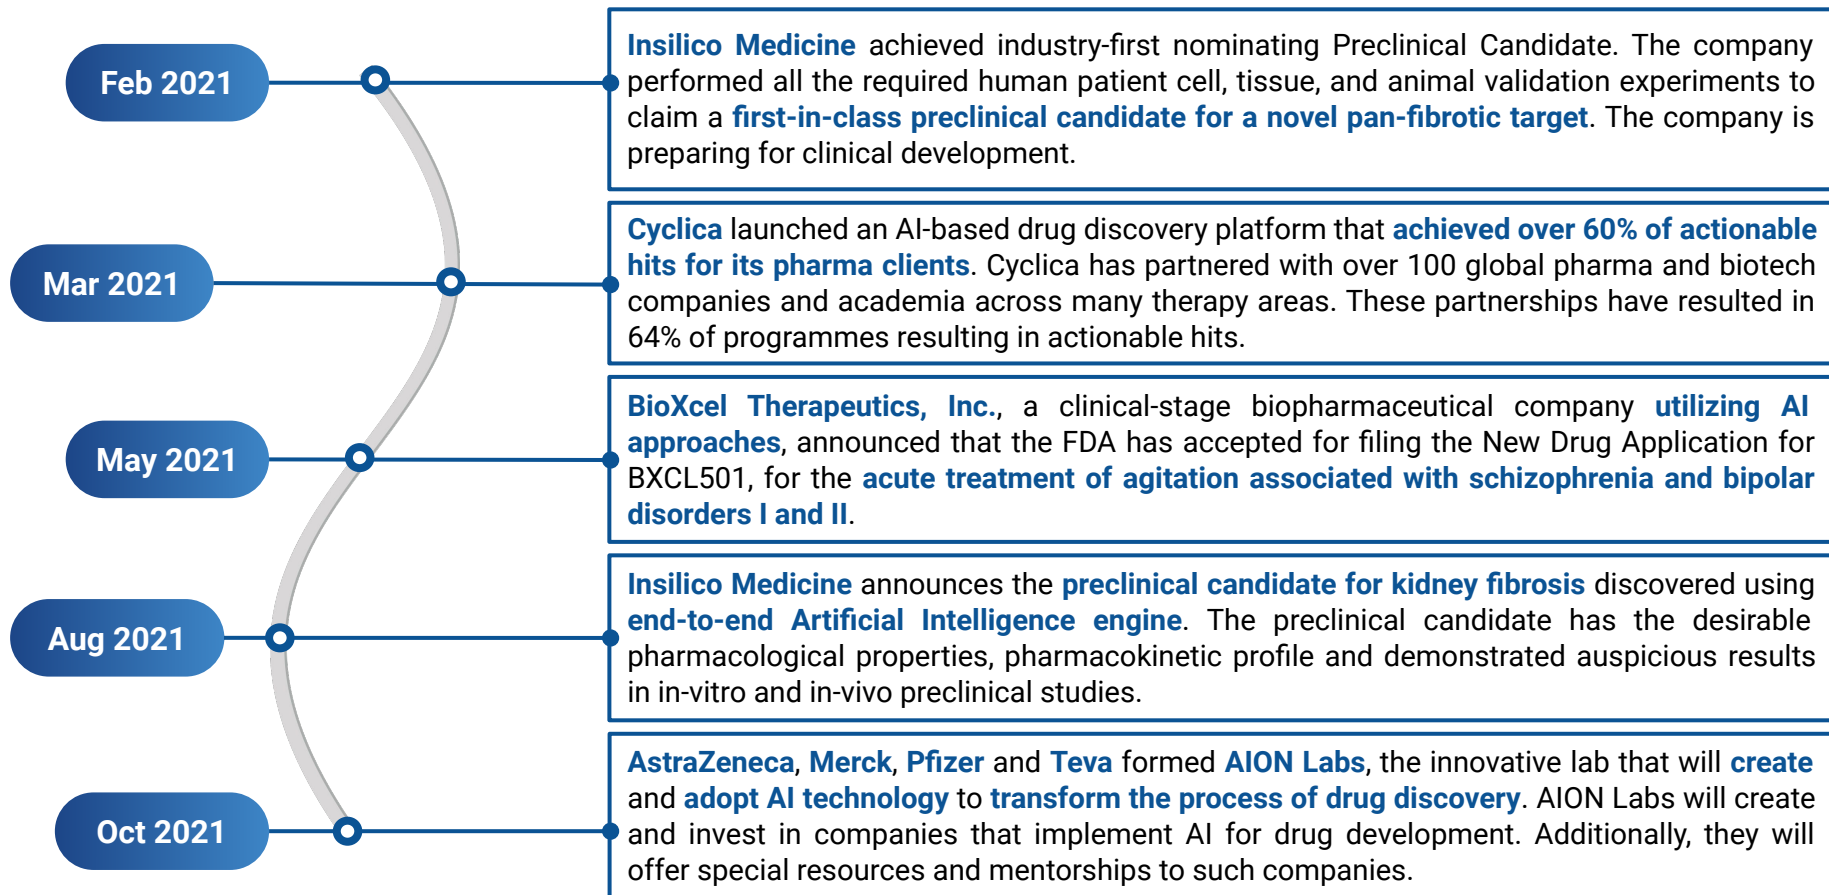 Feb 2021
Insilico Medicine achieved industry-first nominating Preclinical Candidate. The company
performed all the required human patient cell, tissue, and animal validation experiments to
claim a first-in-class preclinical candidate for a novel pan-fibrotic target. The company is
preparing for clinical development.
Mar 2021
Cyclica launched an AI-based drug discovery platform that achieved over 60% of actionable
hits for its pharma clients. Cyclica has partnered with over 100 global pharma and biotech
companies and academia across many therapy areas. These partnerships have resulted in
64% of programmes resulting in actionable hits.
May 2021
BioXcel Therapeutics, Inc., a clinical-stage biopharmaceutical company utilizing AI
approaches, announced that the FDA has accepted for filing the New Drug Application for
BXCL501, for the acute treatment of agitation associated with schizophrenia and bipolar
disorders I and II.
Aug 2021
Insilico Medicine announces the preclinical candidate for kidney fibrosis discovered using
end-to-end Artificial Intelligence engine. The preclinical candidate has the desirable
pharmacological properties, pharmacokinetic profile and demonstrated auspicious results
in in-vitro and in-vivo preclinical studies.
Oct 2021
AstraZeneca, Merck, Pfizer and Teva formed AION Labs, the innovative lab that will create
and adopt AI technology to transform the process of drug discovery. AION Labs will create
and invest in companies that implement AI for drug development. Additionally, they will
offer special resources and mentorships to such companies.